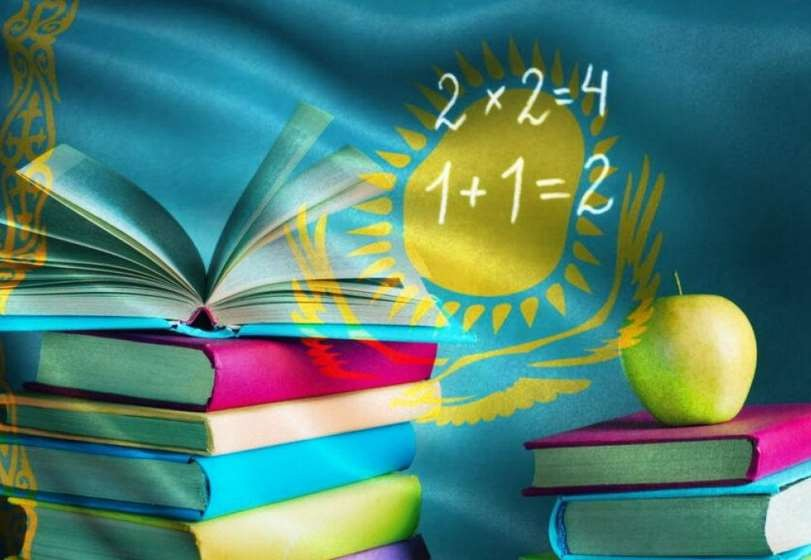 2 × 2 = 4
1 + 1 = 2